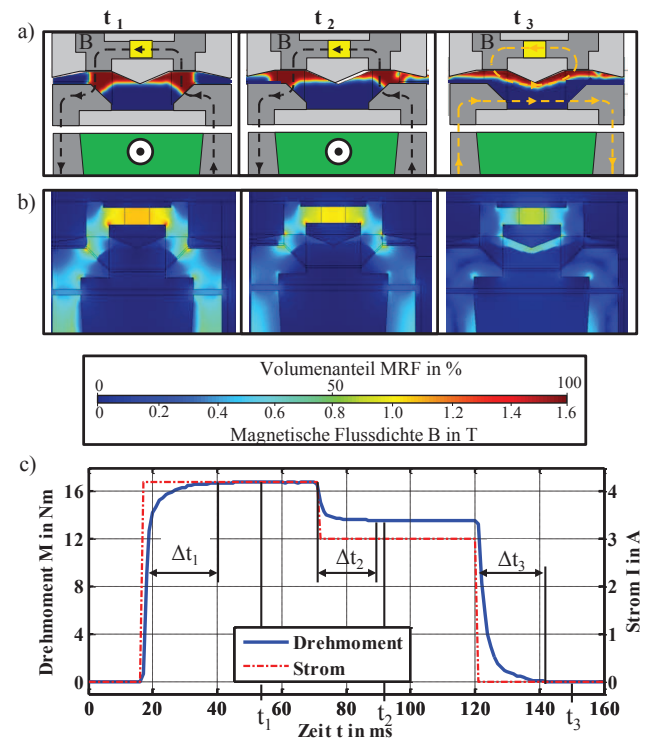 t 1 t 2 t 3
a)
B B B
b)
Volumenanteil MRF in %
0 50 100
0 0.2 0.4 0.6 0.8 1.0 1.2 1.4 1.6
Magnetische Flussdichte B in T
c)
Drehmoment M in Nm
16
12
8
4
0
Δt1 Δt2 Δt3
Drehmoment
Strom
4
3
2
1
0
Strom I in A
0 20 40 60 80 100 120 140 160
t1 t2 t3
Zeit t in ms